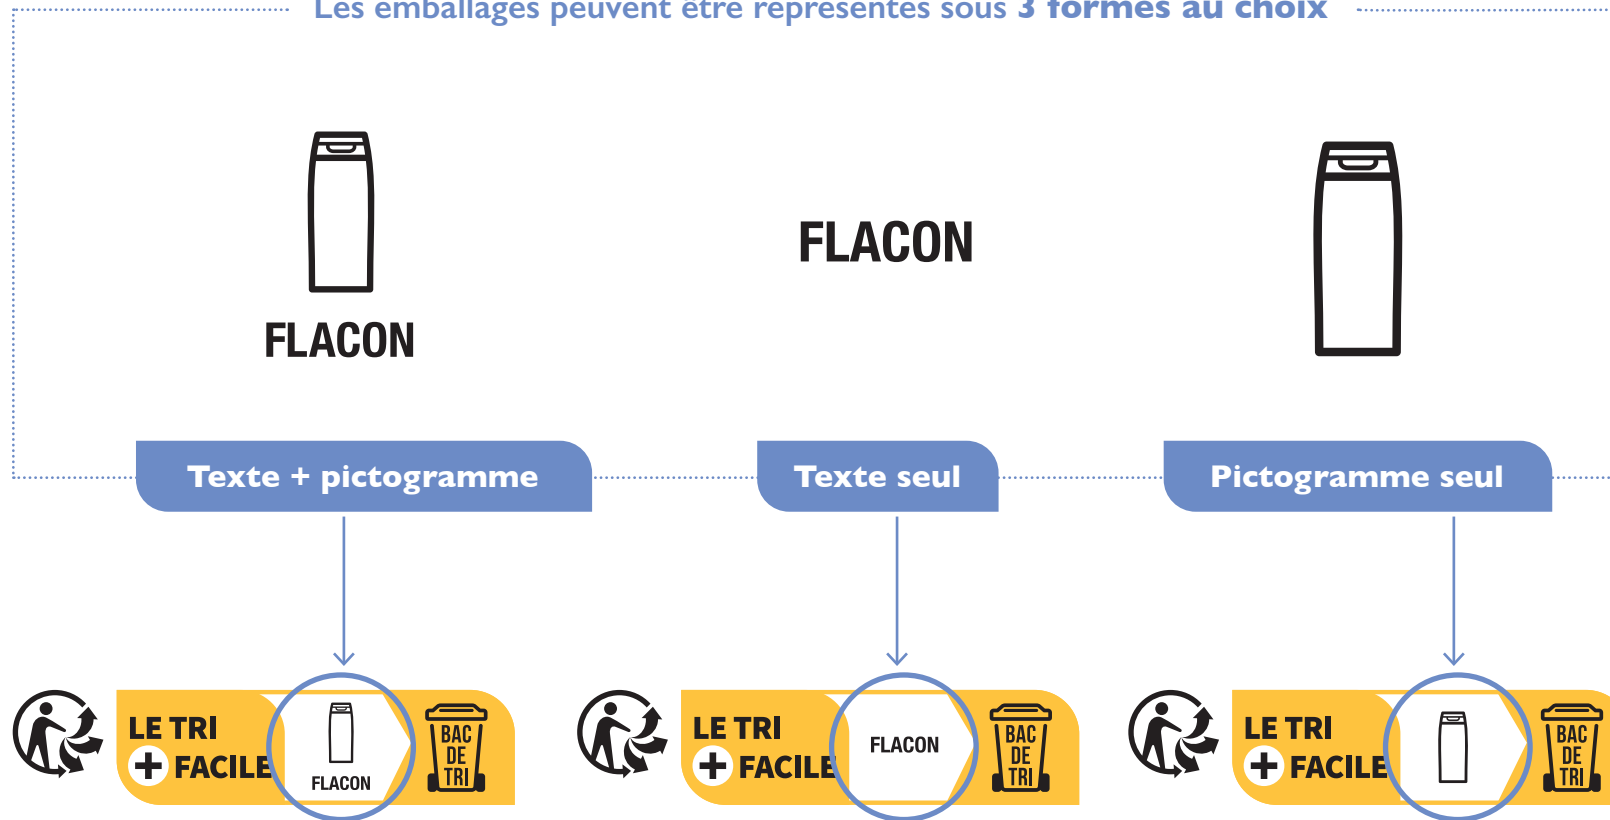 Les emballages peuvent être représentés sous 3 formes au choix
FLACON
FLACON
Texte + pictogramme
Texte seul
Pictogramme seul
LE TRI
+ FACILE
FLACON
BAC
DE
TRI
LE TRI
+ FACILE
FLACON
BAC
DE
TRI
LE TRI
+ FACILE
BAC
DE
TRI